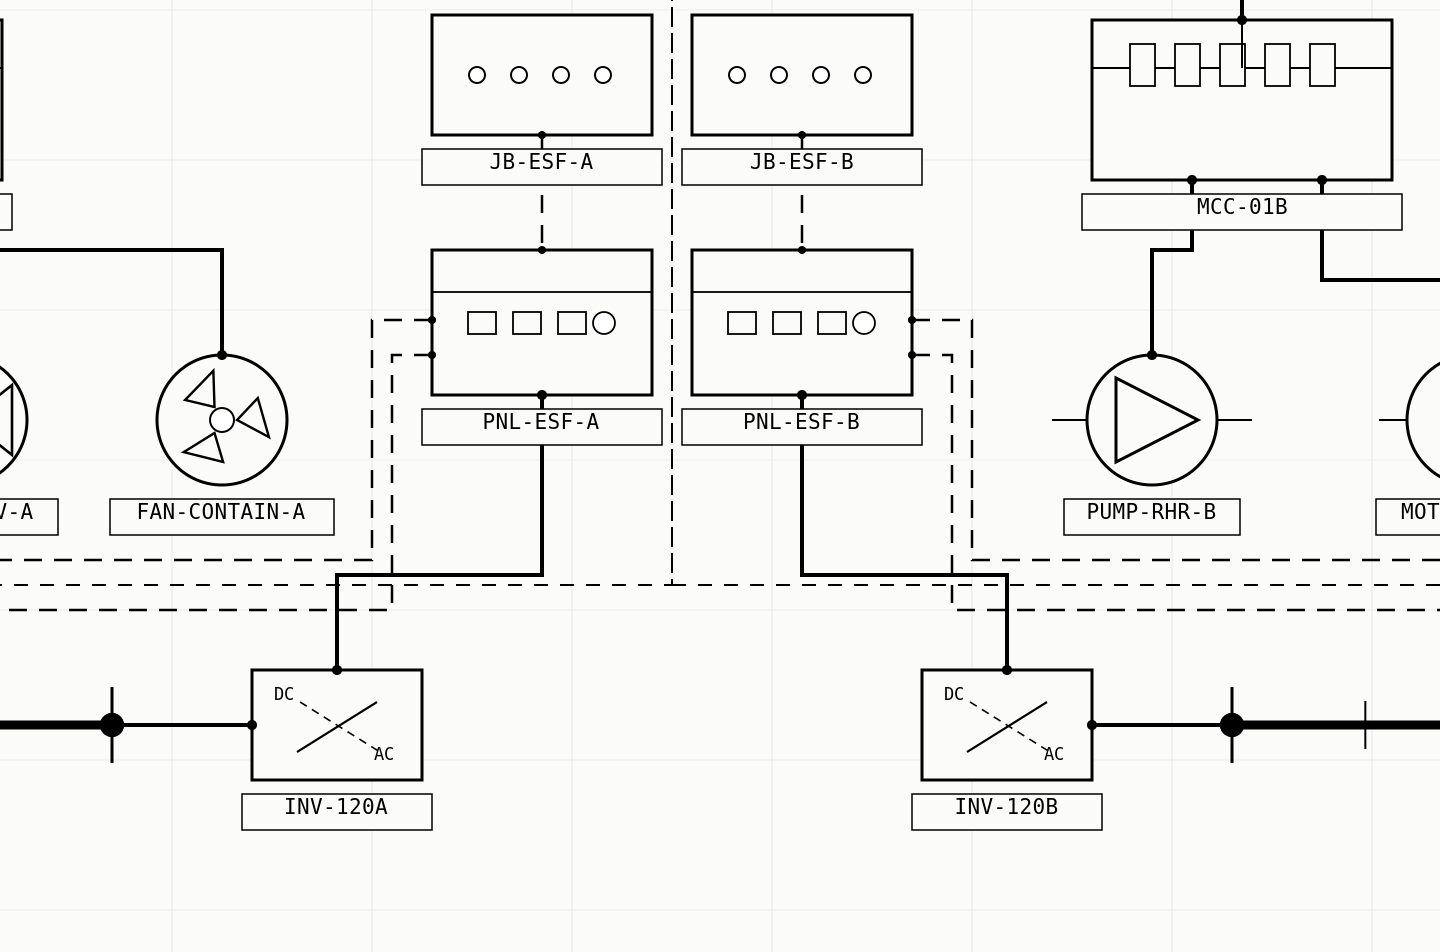 JB-ESF-A
JB-ESF-B
MCC-01B
PNL-ESF-A
PNL-ESF-B
V-A
FAN-CONTAIN-A
PUMP-RHR-B
MOT
DC
AC
DC
AC
INV-120A
INV-120B